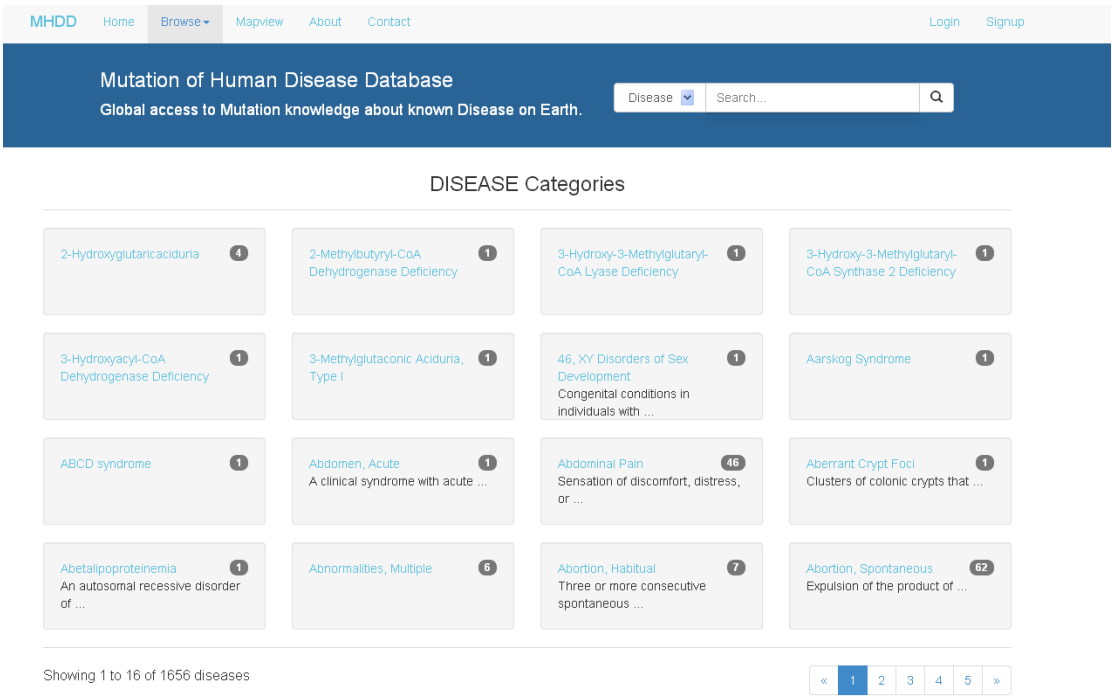 MHDD Home Browse Mapview About Contact Login Signup
Mutation of Human Disease Database
Global access to Mutation knowledge about known Disease on Earth.
Disease Search...
DISEASE Categories
2-Hydroxyglutaricaciduria 4
2-Methylbutyryl-CoA 1
Dehydrogenase Deficiency
3-Hydroxy-3-Methylglutaryl- 1
CoA Lyase Deficiency
3-Hydroxy-3-Methylglutaryl- 1
CoA Synthase 2 Deficiency
3-Hydroxyacyl-CoA 1
Dehydrogenase Deficiency
3-Methylglutaconic Aciduria, 1
Type I
46, XY Disorders of Sex 1
Development
Congenital conditions in
individuals with ...
Aarskog Syndrome 1
ABCD syndrome 1
Abdomen, Acute 1
A clinical syndrome with acute ...
Abdominal Pain 46
Sensation of discomfort, distress,
or ...
Aberrant Crypt Foci 1
Clusters of colonic crypts that ...
Abetalipoproteinemia 1
An autosomal recessive disorder
of ...
Abnormalities, Multiple 6
Abortion, Habitual 7
Three or more consecutive
spontaneous ...
Abortion, Spontaneous 62
Expulsion of the product of ...
Showing 1 to 16 of 1656 diseases
« 1 2 3 4 5 »